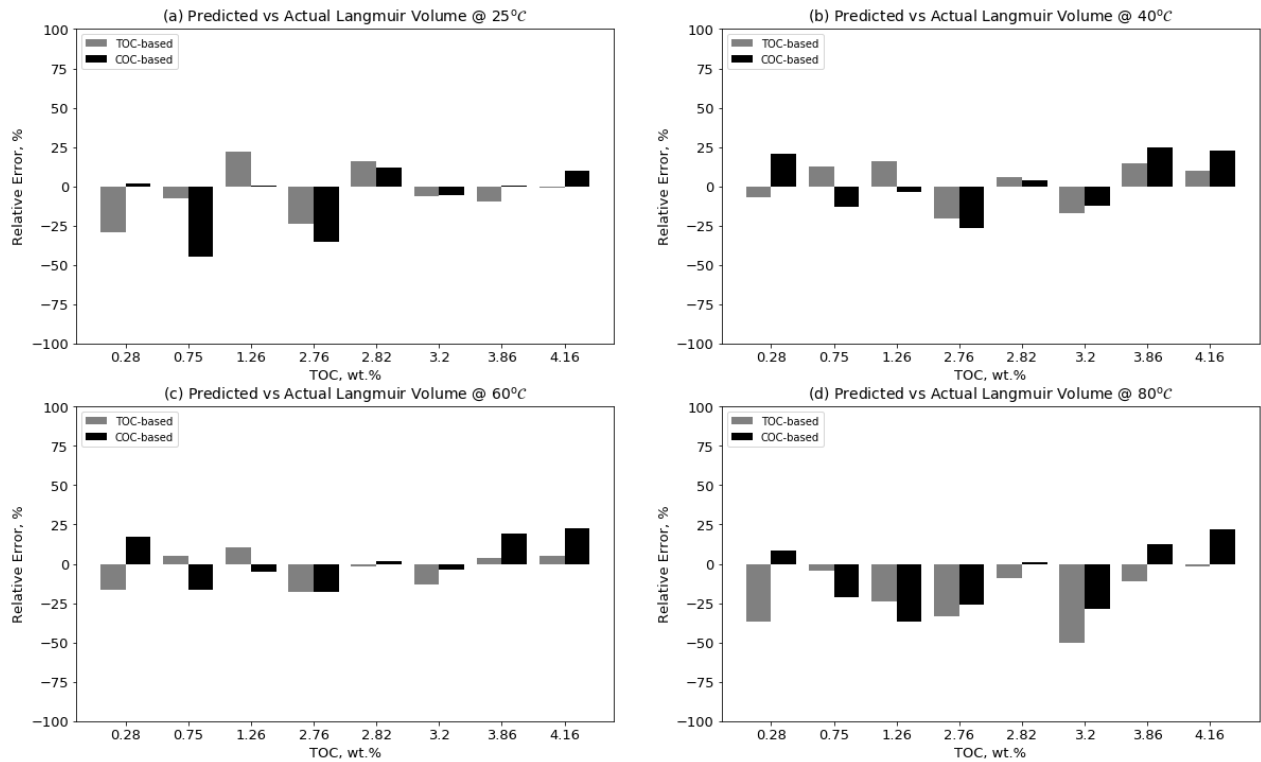 (a) Predicted vs Actual Langmuir Volume @ 25⁰C
100
75
50
25
0
−25
−50
−75
−100
Relative Error, %
TOC-based
COC-based
0.28 0.75 1.26 2.76 2.82 3.2 3.86 4.16
TOC, wt.%
(b) Predicted vs Actual Langmuir Volume @ 40⁰C
100
75
50
25
0
−25
−50
−75
−100
Relative Error, %
TOC-based
COC-based
0.28 0.75 1.26 2.76 2.82 3.2 3.86 4.16
TOC, wt.%
(c) Predicted vs Actual Langmuir Volume @ 60⁰C
100
75
50
25
0
−25
−50
−75
−100
Relative Error, %
TOC-based
COC-based
0.28 0.75 1.26 2.76 2.82 3.2 3.86 4.16
TOC, wt.%
(d) Predicted vs Actual Langmuir Volume @ 80⁰C
100
75
50
25
0
−25
−50
−75
−100
Relative Error, %
TOC-based
COC-based
0.28 0.75 1.26 2.76 2.82 3.2 3.86 4.16
TOC, wt.%